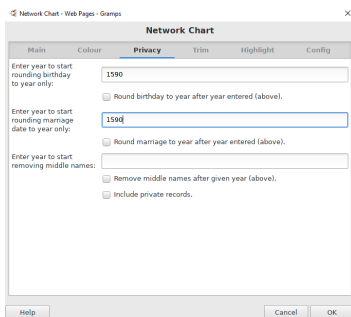 Network Chart - Web Pages - Gramps
Network Chart
Main Colour Privacy Trim Highlight Config
Enter year to start
rounding birthday
to year only:
1590
Round birthday to year after year entered (above).
Enter year to start
rounding marriage
date to year only:
1590
Round marriage to year after year entered (above).
Enter year to start
removing middle names:
Remove middle names after given year (above).
Include private records.
Help Cancel OK